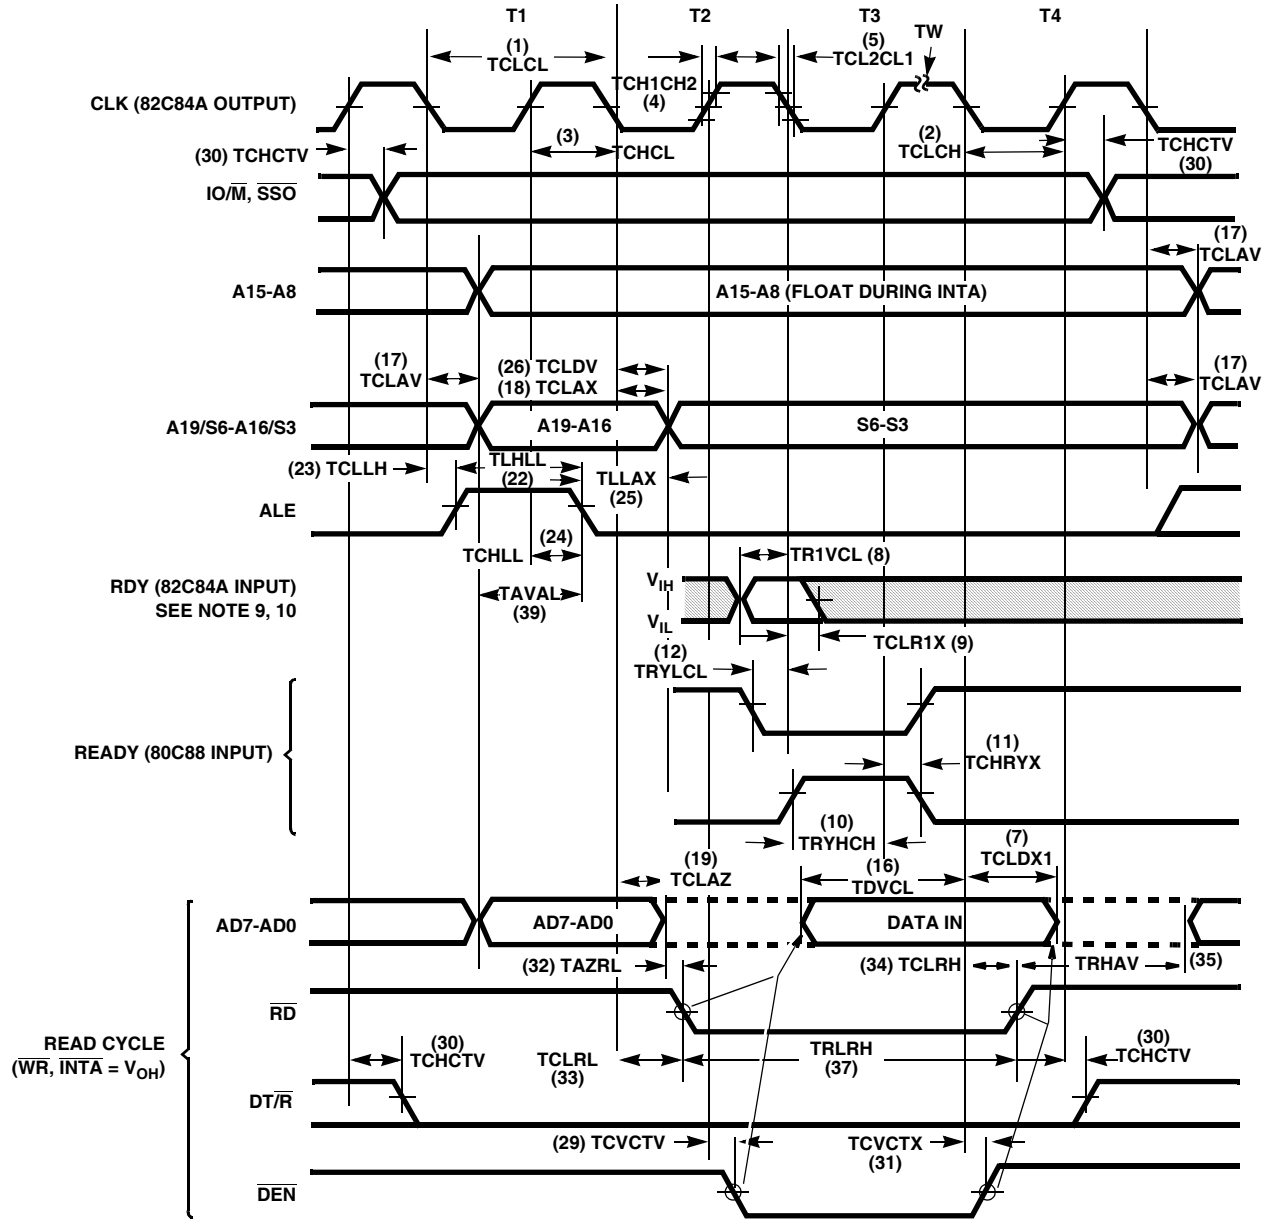 T1
T2
T3
T4
TW
(1)
TCLCL
TCH1CH2
(4)
(5)
TCL2CL1
CLK (82C84A OUTPUT)
(30) TCHCTV
(3)
TCHCL
(2)
TCLCH
TCHCTV
(30)
IO/M̅, S̅S̅O̅
(17)
TCLAV
A15-A8
A15-A8 (FLOAT DURING INTA)
(17)
TCLAV
(26) TCLDV
(18) TCLAX
(17)
TCLAV
A19/S6-A16/S3
A19-A16
S6-S3
(23) TCLLH
TLHLL
(22)
TLLAX
(25)
ALE
TCHLL
(24)
TR1VCL (8)
RDY (82C84A INPUT)
SEE NOTE 9, 10
VIH
VIL
TAVAL
(39)
TCLR1X (9)
(12)
TRYLCL
READY (80C88 INPUT)
(11)
TCHRYX
(10)
TRYHCH
(7)
TCLDX1
(19)
TCLAZ
(16)
TDVCL
AD7-AD0
AD7-AD0
DATA IN
(32) TAZRL
(34) TCLRH
TRHAV
(35)
R̅D̅
READ CYCLE
(W̅R̅, I̅N̅T̅A̅ = VOH)
(30)
TCHCTV
TCLRL
(33)
TRLRH
(37)
(30)
TCHCTV
DT/R̅
(29) TCVCTV
TCVCTX
(31)
D̅E̅N̅